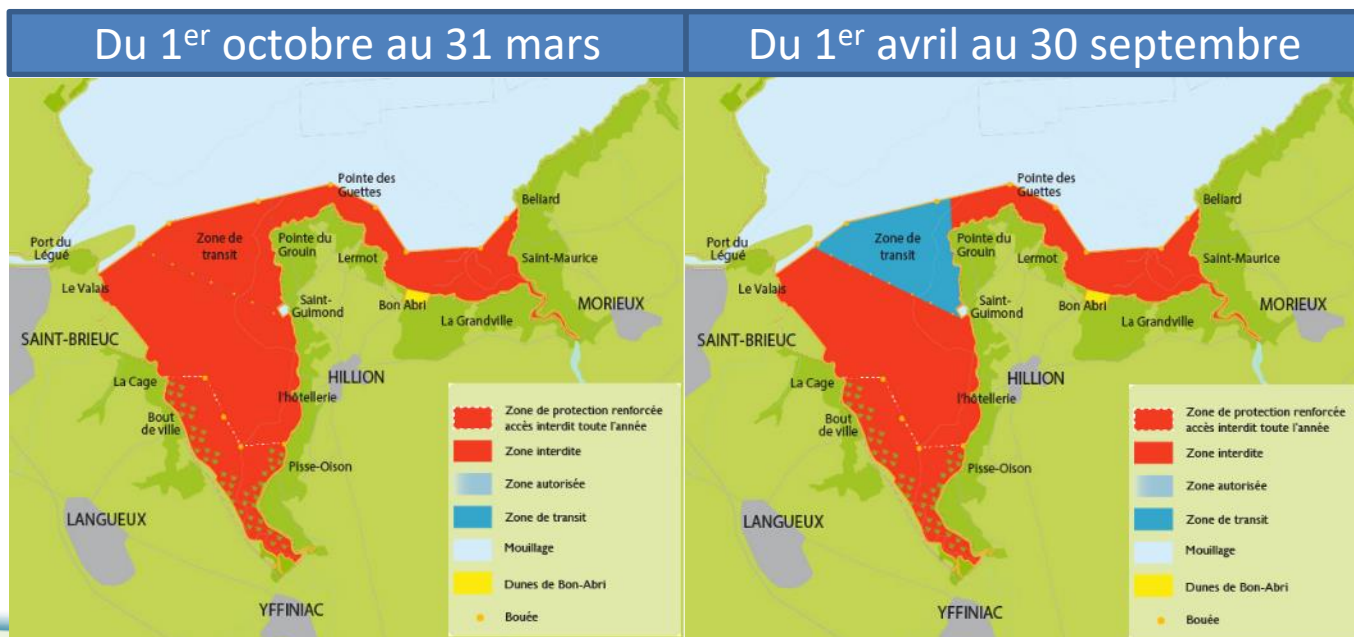 Du 1er octobre au 31 mars
Du 1er avril au 30 septembre
Pointe des
Guettes
Beliard
Port du
Légué
Zone de
transit
Pointe du
Grouin
Lermot
Saint-Maurice
Le Valais
Saint-
Guimond
Bon Abri
MORIEUX
La Grandville
SAINT-BRIEUC
HILLION
La Cage
l'hôtellerie
Bout
de ville
Pisse-Oison
LANGUEUX
YFFINIAC
Zone de protection renforcée
accès interdit toute l'année
Zone interdite
Zone autorisée
Zone de transit
Mouillage
Dunes de Bon-Abri
Bouée
Pointe des
Guettes
Beliard
Port du
Légué
Zone de
transit
Pointe du
Grouin
Lermot
Saint-Maurice
Le Valais
Saint-
Guimond
Bon Abri
MORIEUX
La Grandville
SAINT-BRIEUC
HILLION
La Cage
l'hôtellerie
Bout
de ville
Pisse-Oison
LANGUEUX
YFFINIAC
Zone de protection renforcée
accès interdit toute l'année
Zone interdite
Zone autorisée
Zone de transit
Mouillage
Dunes de Bon-Abri
Bouée